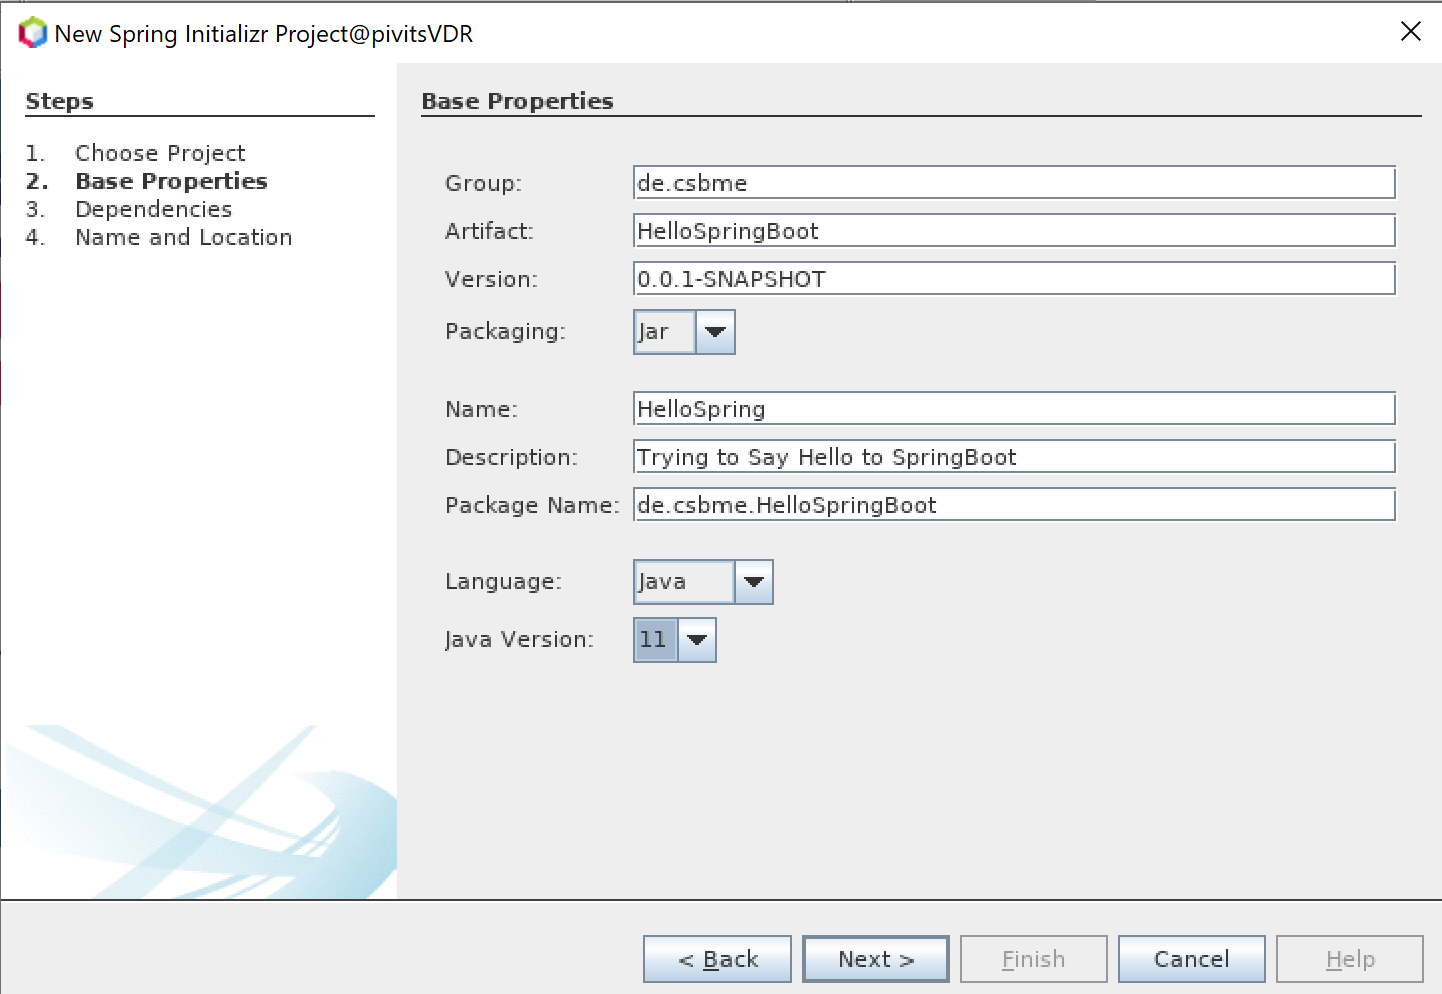 New Spring Initializr Project@pivitsVDR
Steps
1. Choose Project
2. Base Properties
3. Dependencies
4. Name and Location
Base Properties
Group: de.csbme
Artifact: HelloSpringBoot
Version: 0.0.1-SNAPSHOT
Packaging: Jar
Name: HelloSpring
Description: Trying to Say Hello to SpringBoot
Package Name: de.csbme.HelloSpringBoot
Language: Java
Java Version: 11
< Back Next > Finish Cancel Help